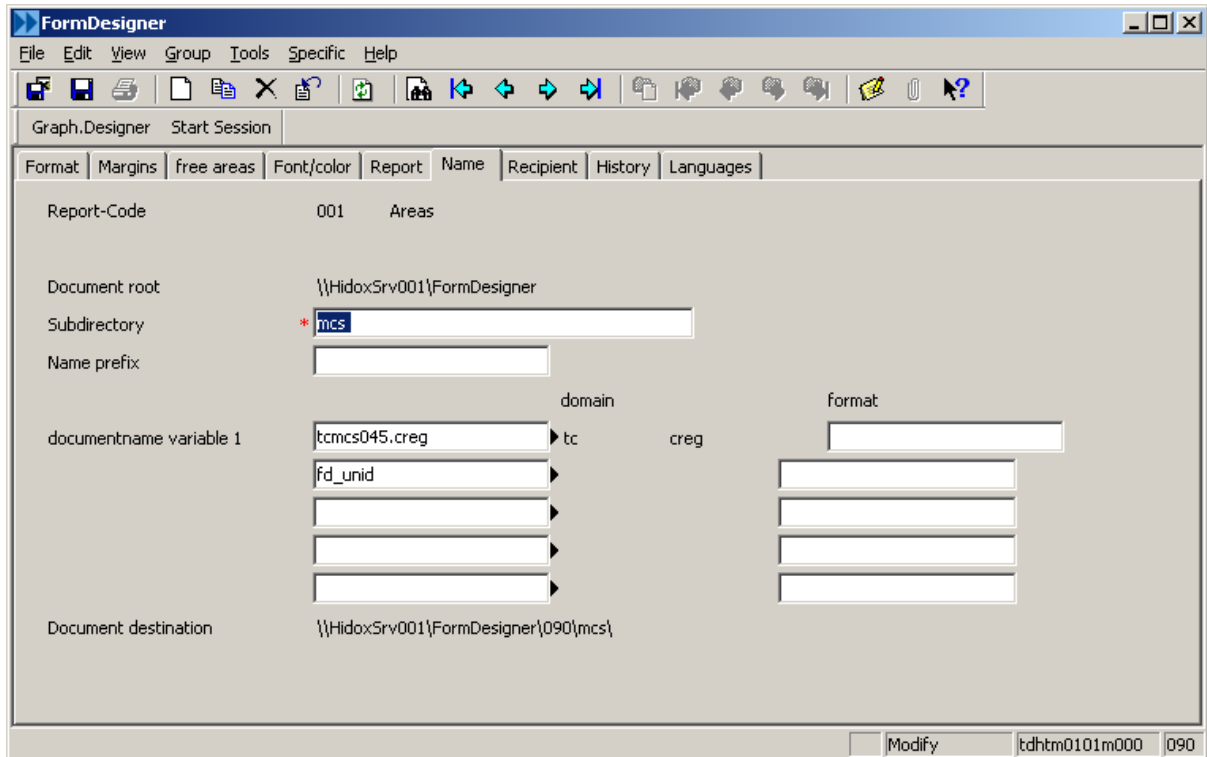 FormDesigner
File Edit View Group Tools Specific Help
Graph.Designer Start Session
Format Margins free areas Font/color Report Name Recipient History Languages
Report-Code 001 Areas
Document root \\HidoxSrv001\FormDesigner
Subdirectory * mcs
Name prefix
domain format
documentname variable 1 tcmcs045.creg tc creg
fd_unid
Document destination \\HidoxSrv001\FormDesigner\090\mcs\
Modify tdhtm0101m000 090